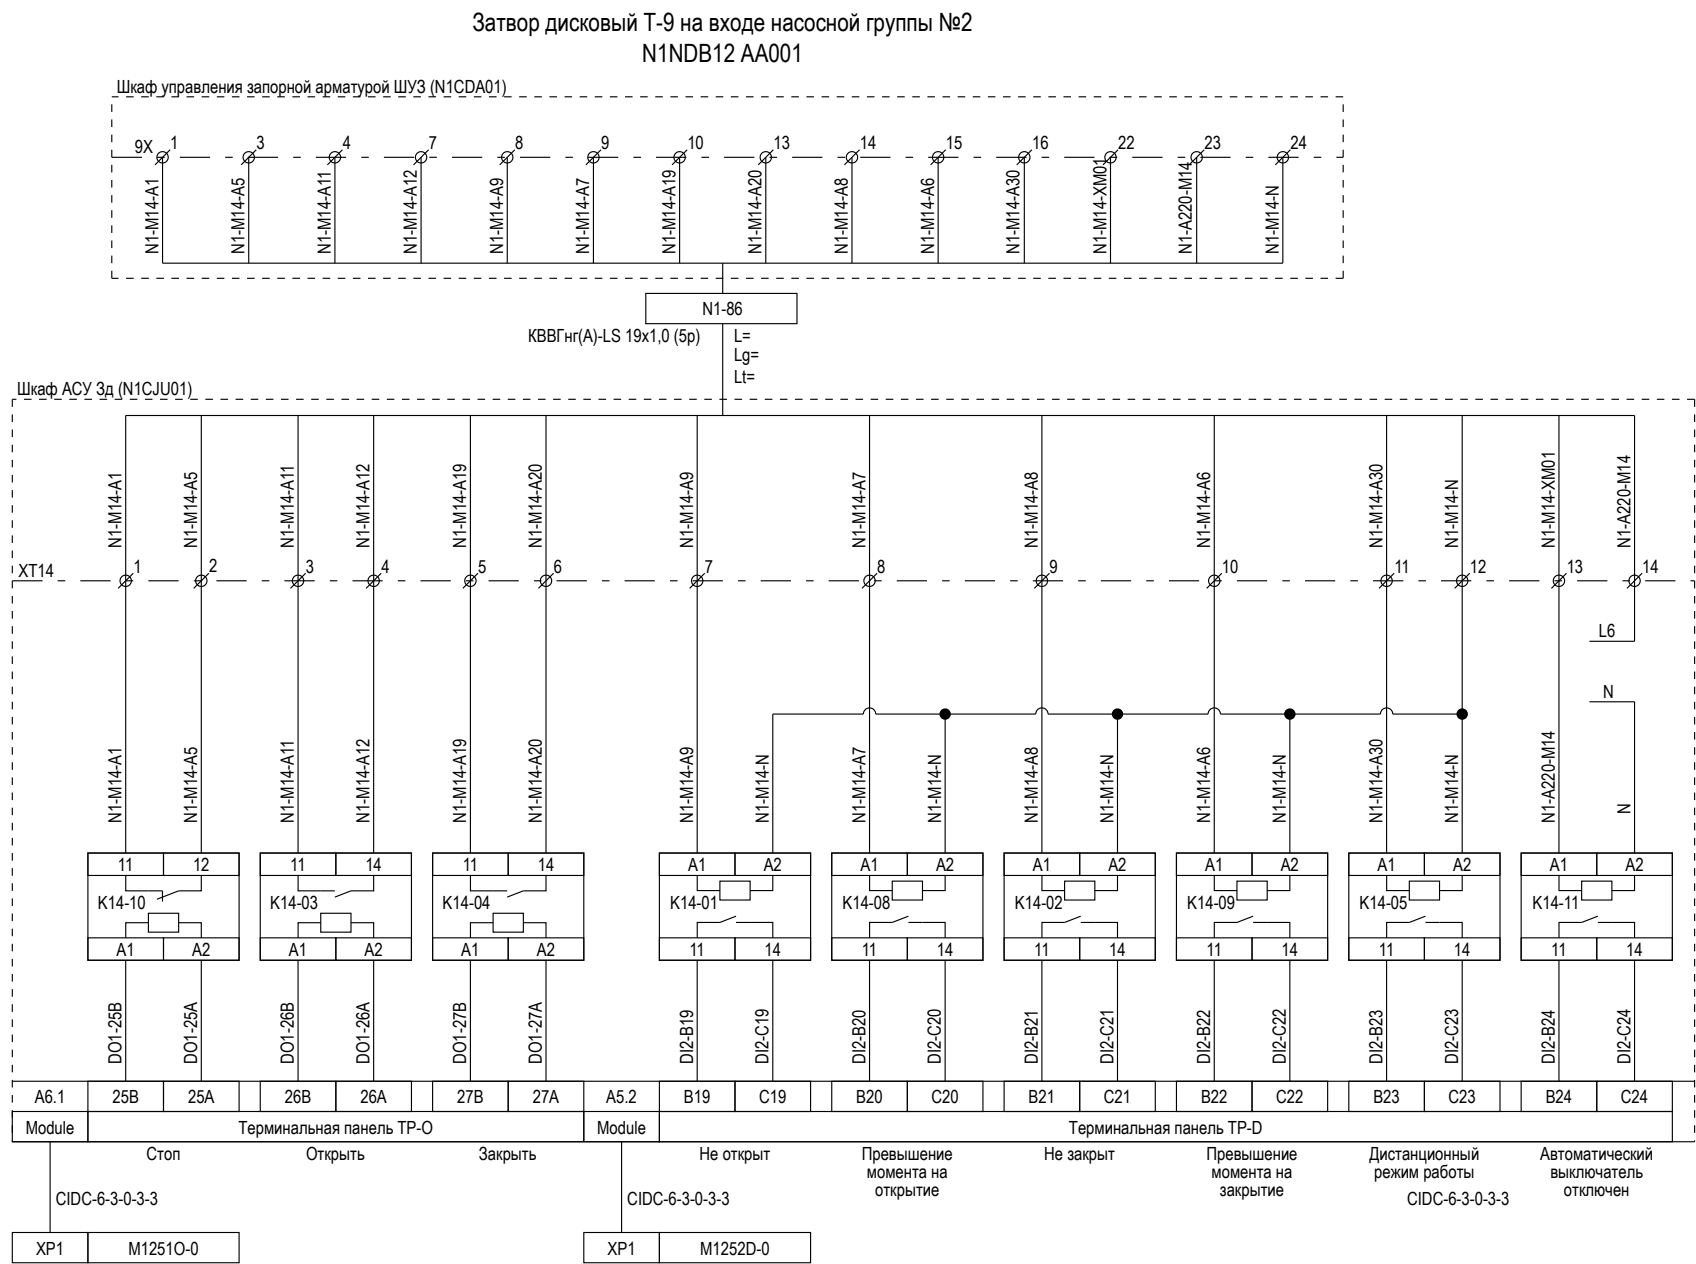 Затвор дисковый Т-9 на входе насосной группы №2
N1NDB12 AA001
Шкаф управления запорной арматурой ШУЗ (N1CDA01)
9X 1 3 4 7 8 9 10 13 14 15 16 22 23 24
N1-M14-A1 N1-M14-A5 N1-M14-A11 N1-M14-A12 N1-M14-A9 N1-M14-A7 N1-M14-A19 N1-M14-A20 N1-M14-A8 N1-M14-A6 N1-M14-A30 N1-M14-XM01 N1-A220-M14 N1-M14-N
N1-86
КВВГнг(А)-LS 19x1,0 (5р) L=
Lg=
Lt=
Шкаф АСУ Зд (N1CJU01)
N1-M14-A1 N1-M14-A5 N1-M14-A11 N1-M14-A12 N1-M14-A19 N1-M14-A20 N1-M14-A9 N1-M14-A7 N1-M14-A8 N1-M14-A6 N1-M14-A30 N1-M14-N N1-M14-XM01 N1-A220-M14
XT14 1 2 3 4 5 6 7 8 9 10 11 12 13 14
L6
N
N1-M14-A1 N1-M14-A5 N1-M14-A11 N1-M14-A12 N1-M14-A19 N1-M14-A20 N1-M14-A9 N1-M14-N N1-M14-A7 N1-M14-N N1-M14-A8 N1-M14-N N1-M14-A6 N1-M14-N N1-M14-A30 N1-M14-N N1-A220-M14 N
11 12 11 14 11 14 A1 A2 A1 A2 A1 A2 A1 A2 A1 A2 A1 A2
K14-10 K14-03 K14-04 K14-01 K14-08 K14-02 K14-09 K14-05 K14-11
A1 A2 A1 A2 A1 A2 11 14 11 14 11 14 11 14 11 14 11 14
DO1-25B DO1-25A DO1-26B DO1-26A DO1-27B DO1-27A DI2-B19 DI2-C19 DI2-B20 DI2-C20 DI2-B21 DI2-C21 DI2-B22 DI2-C22 DI2-B23 DI2-C23 DI2-B24 DI2-C24
A6.1 25B 25A 26B 26A 27B 27A A5.2 B19 C19 B20 C20 B21 C21 B22 C22 B23 C23 B24 C24
Module Терминальная панель TP-O Module Терминальная панель TP-D
Стоп Открыть Закрыть Не открыт Превышение Не закрыт Превышение Дистанционный Автоматический
момента на момента на режим работы выключатель
открытие закрытие отключен
CIDC-6-3-0-3-3 CIDC-6-3-0-3-3 CIDC-6-3-0-3-3
XP1 M1251O-0 XP1 M1252D-0